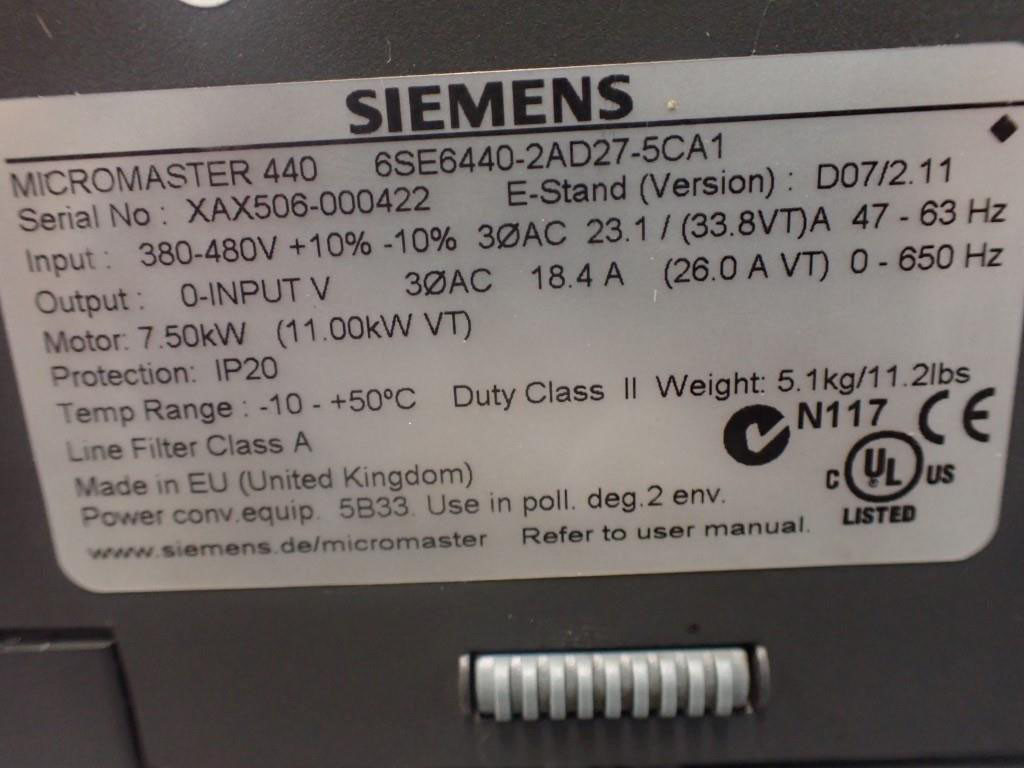 SIEMENS
MICROMASTER 440 6SE6440-2AD27-5CA1
Serial No : XAX506-000422 E-Stand (Version) : D07/2.11
Input : 380-480V +10% -10% 3ØAC 23.1 / (33.8VT)A 47 - 63 Hz
Output : 0-INPUT V 3ØAC 18.4 A (26.0 A VT) 0 - 650 Hz
Motor: 7.50kW (11.00kW VT)
Protection: IP20
Temp Range : -10 - +50ºC Duty Class II Weight: 5.1kg/11.2lbs
Line Filter Class A
N117 CE
Made in EU (United Kingdom)
C UL US
Power conv.equip. 5B33. Use in poll. deg.2 env.
LISTED
www.siemens.de/micromaster Refer to user manual.